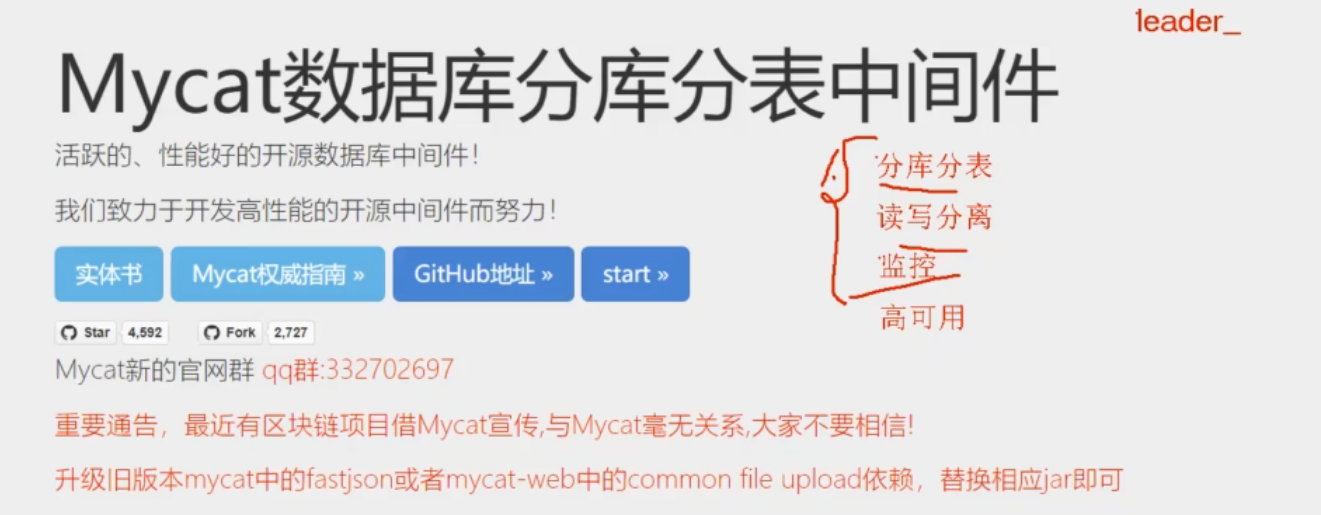 leader_
Mycat数据库分库分表中间件
活跃的、性能好的开源数据库中间件！
我们致力于开发高性能的开源中间件而努力！
实体书 Mycat权威指南 » GitHub地址 » start »
Star 4,592 Fork 2,727
Mycat新的官网群 qq群:332702697
重要通告，最近有区块链项目借Mycat宣传,与Mycat毫无关系,大家不要相信!
升级旧版本mycat中的fastjson或者mycat-web中的common file upload依赖，替换相应jar即可
分库分表
读写分离
监控
高可用